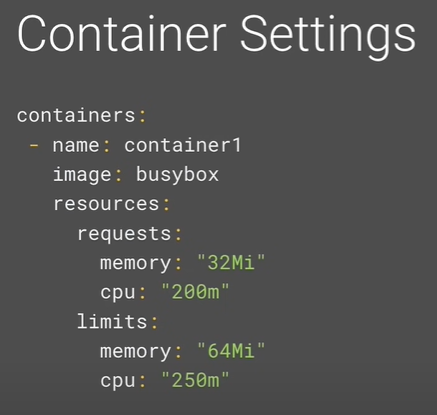 Container Settings
containers:
- name: container1
image: busybox
resources:
requests:
memory: "32Mi"
cpu: "200m"
limits:
memory: "64Mi"
cpu: "250m"